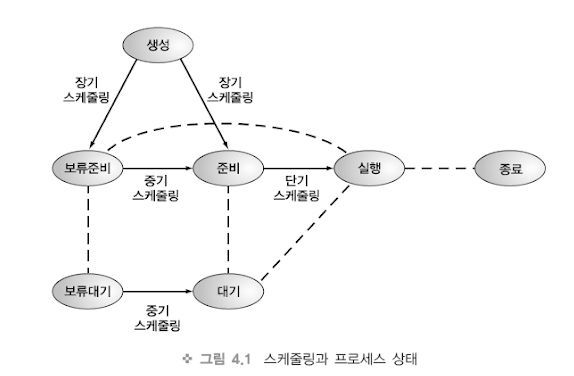 생성
장기
스케줄링
장기
스케줄링
보류준비
준비
실행
종료
중기
스케줄링
단기
스케줄링
보류대기
대기
중기
스케줄링
❖ 그림 4.1 스케줄링과 프로세스 상태